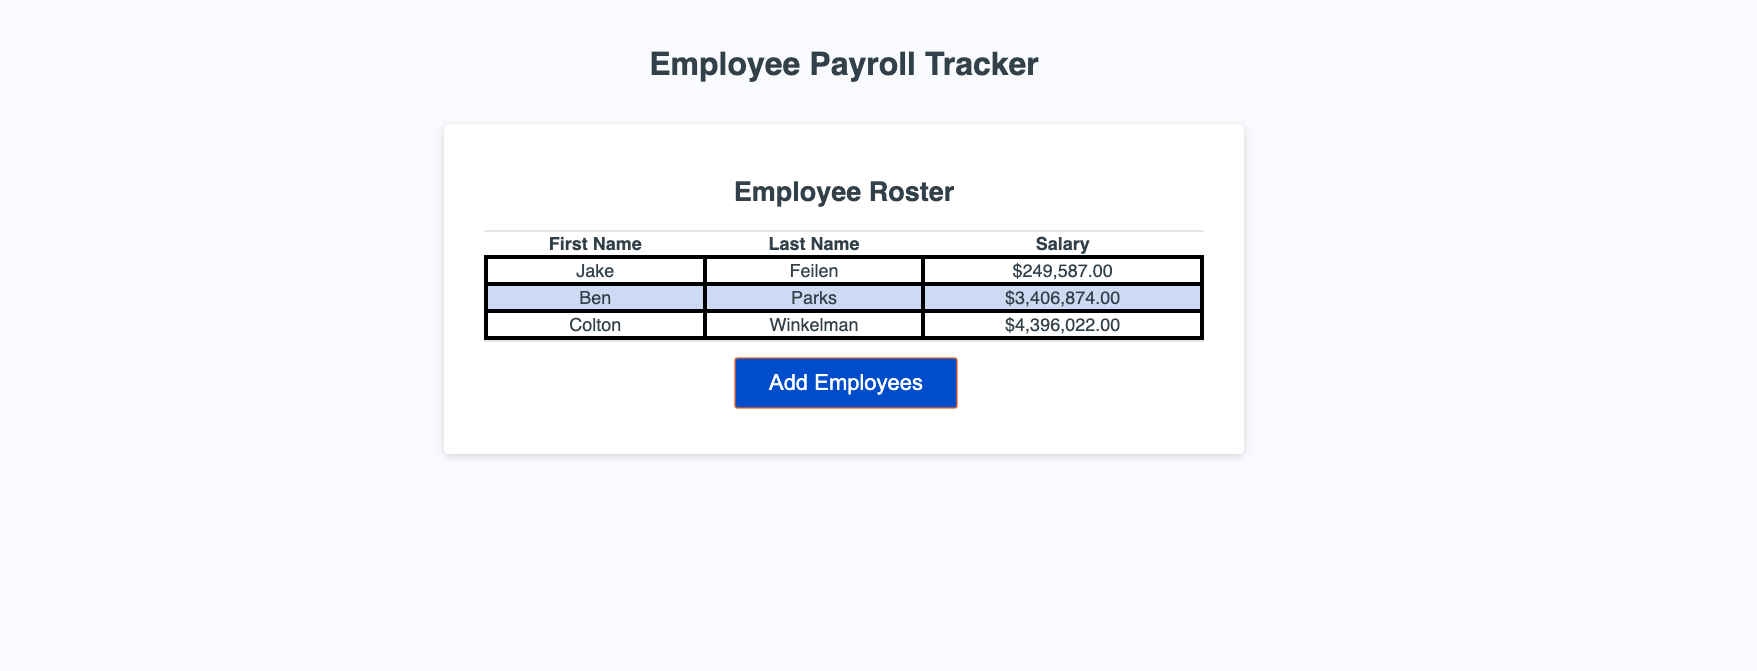 Employee Payroll Tracker
Employee Roster
First Name Last Name Salary
Jake Feilen $249,587.00
Ben Parks $3,406,874.00
Colton Winkelman $4,396,022.00
Add Employees